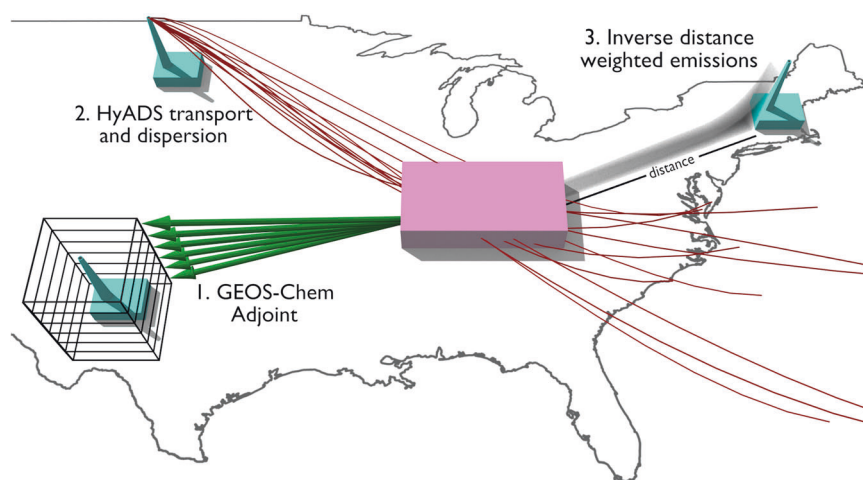 3. Inverse distance
weighted emissions
2. HyADS transport
and dispersion
distance
1. GEOS-Chem
Adjoint